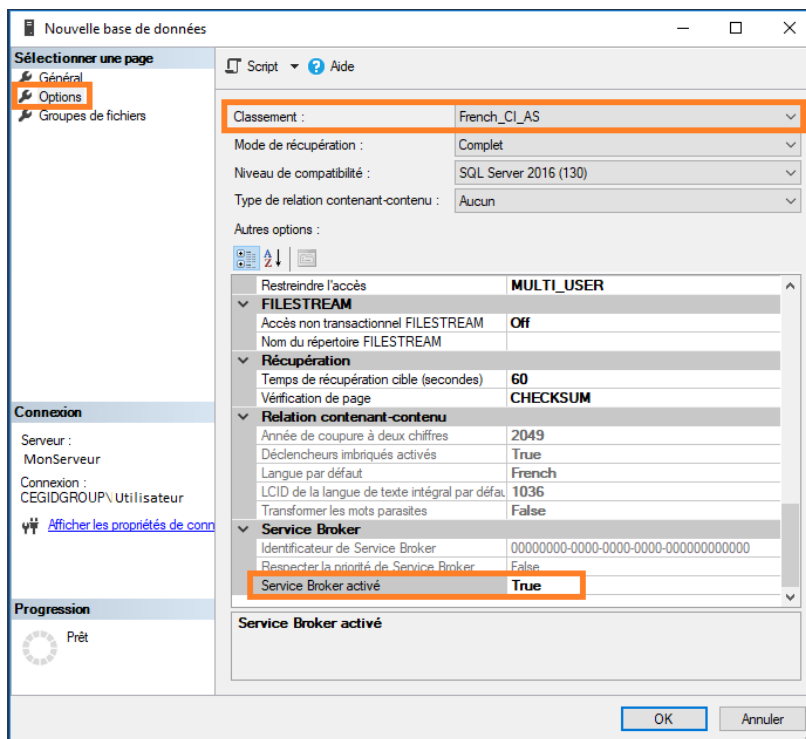 Nouvelle base de données
Sélectionner une page
Général
Options
Groupes de fichiers
Script
Aide
Classement : French_CI_AS
Mode de récupération : Complet
Niveau de compatibilité : SQL Server 2016 (130)
Type de relation contenant-contenu : Aucun
Autres options :
Restreindre l'accès MULTI_USER
FILESTREAM
Accès non transactionnel FILESTREAM Off
Nom du répertoire FILESTREAM
Récupération
Temps de récupération cible (secondes) 60
Vérification de page CHECKSUM
Relation contenant-contenu
Année de coupure à deux chiffres 2049
Déclencheurs imbriqués activés True
Langue par défaut French
LCID de la langue de texte intégral par défau 1036
Transformer les mots parasites False
Service Broker
Identificateur de Service Broker 00000000-0000-0000-0000-000000000000
Respecter la priorité de Service Broker False
Service Broker activé True
Service Broker activé
Connexion
Serveur :
MonServeur
Connexion :
CEGIDGROUP\Utilisateur
Afficher les propriétés de conn
Progression
Prêt
OK
Annuler